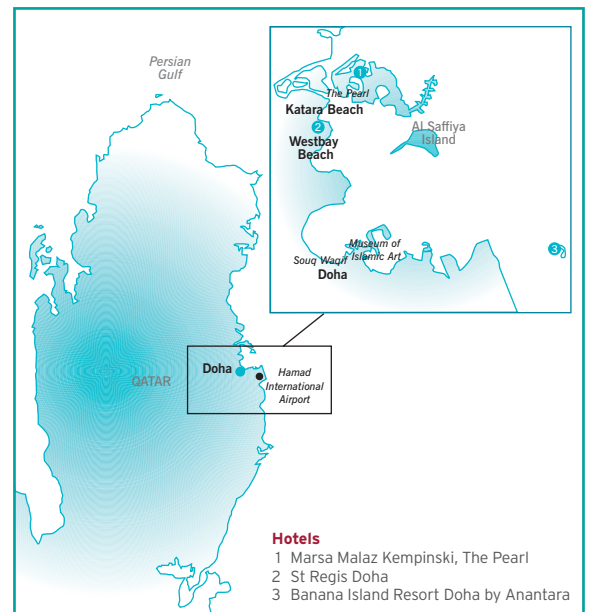 Persian
Gulf
1
The Pearl
Katara Beach
2
Westbay
Beach
Al Saffiya
Island
3
Museum of
Islamic Art
Souq Waqif
Doha
Doha
QATAR
Hamad
International
Airport
Hotels
1 Marsa Malaz Kempinski, The Pearl
2 St Regis Doha
3 Banana Island Resort Doha by Anantara